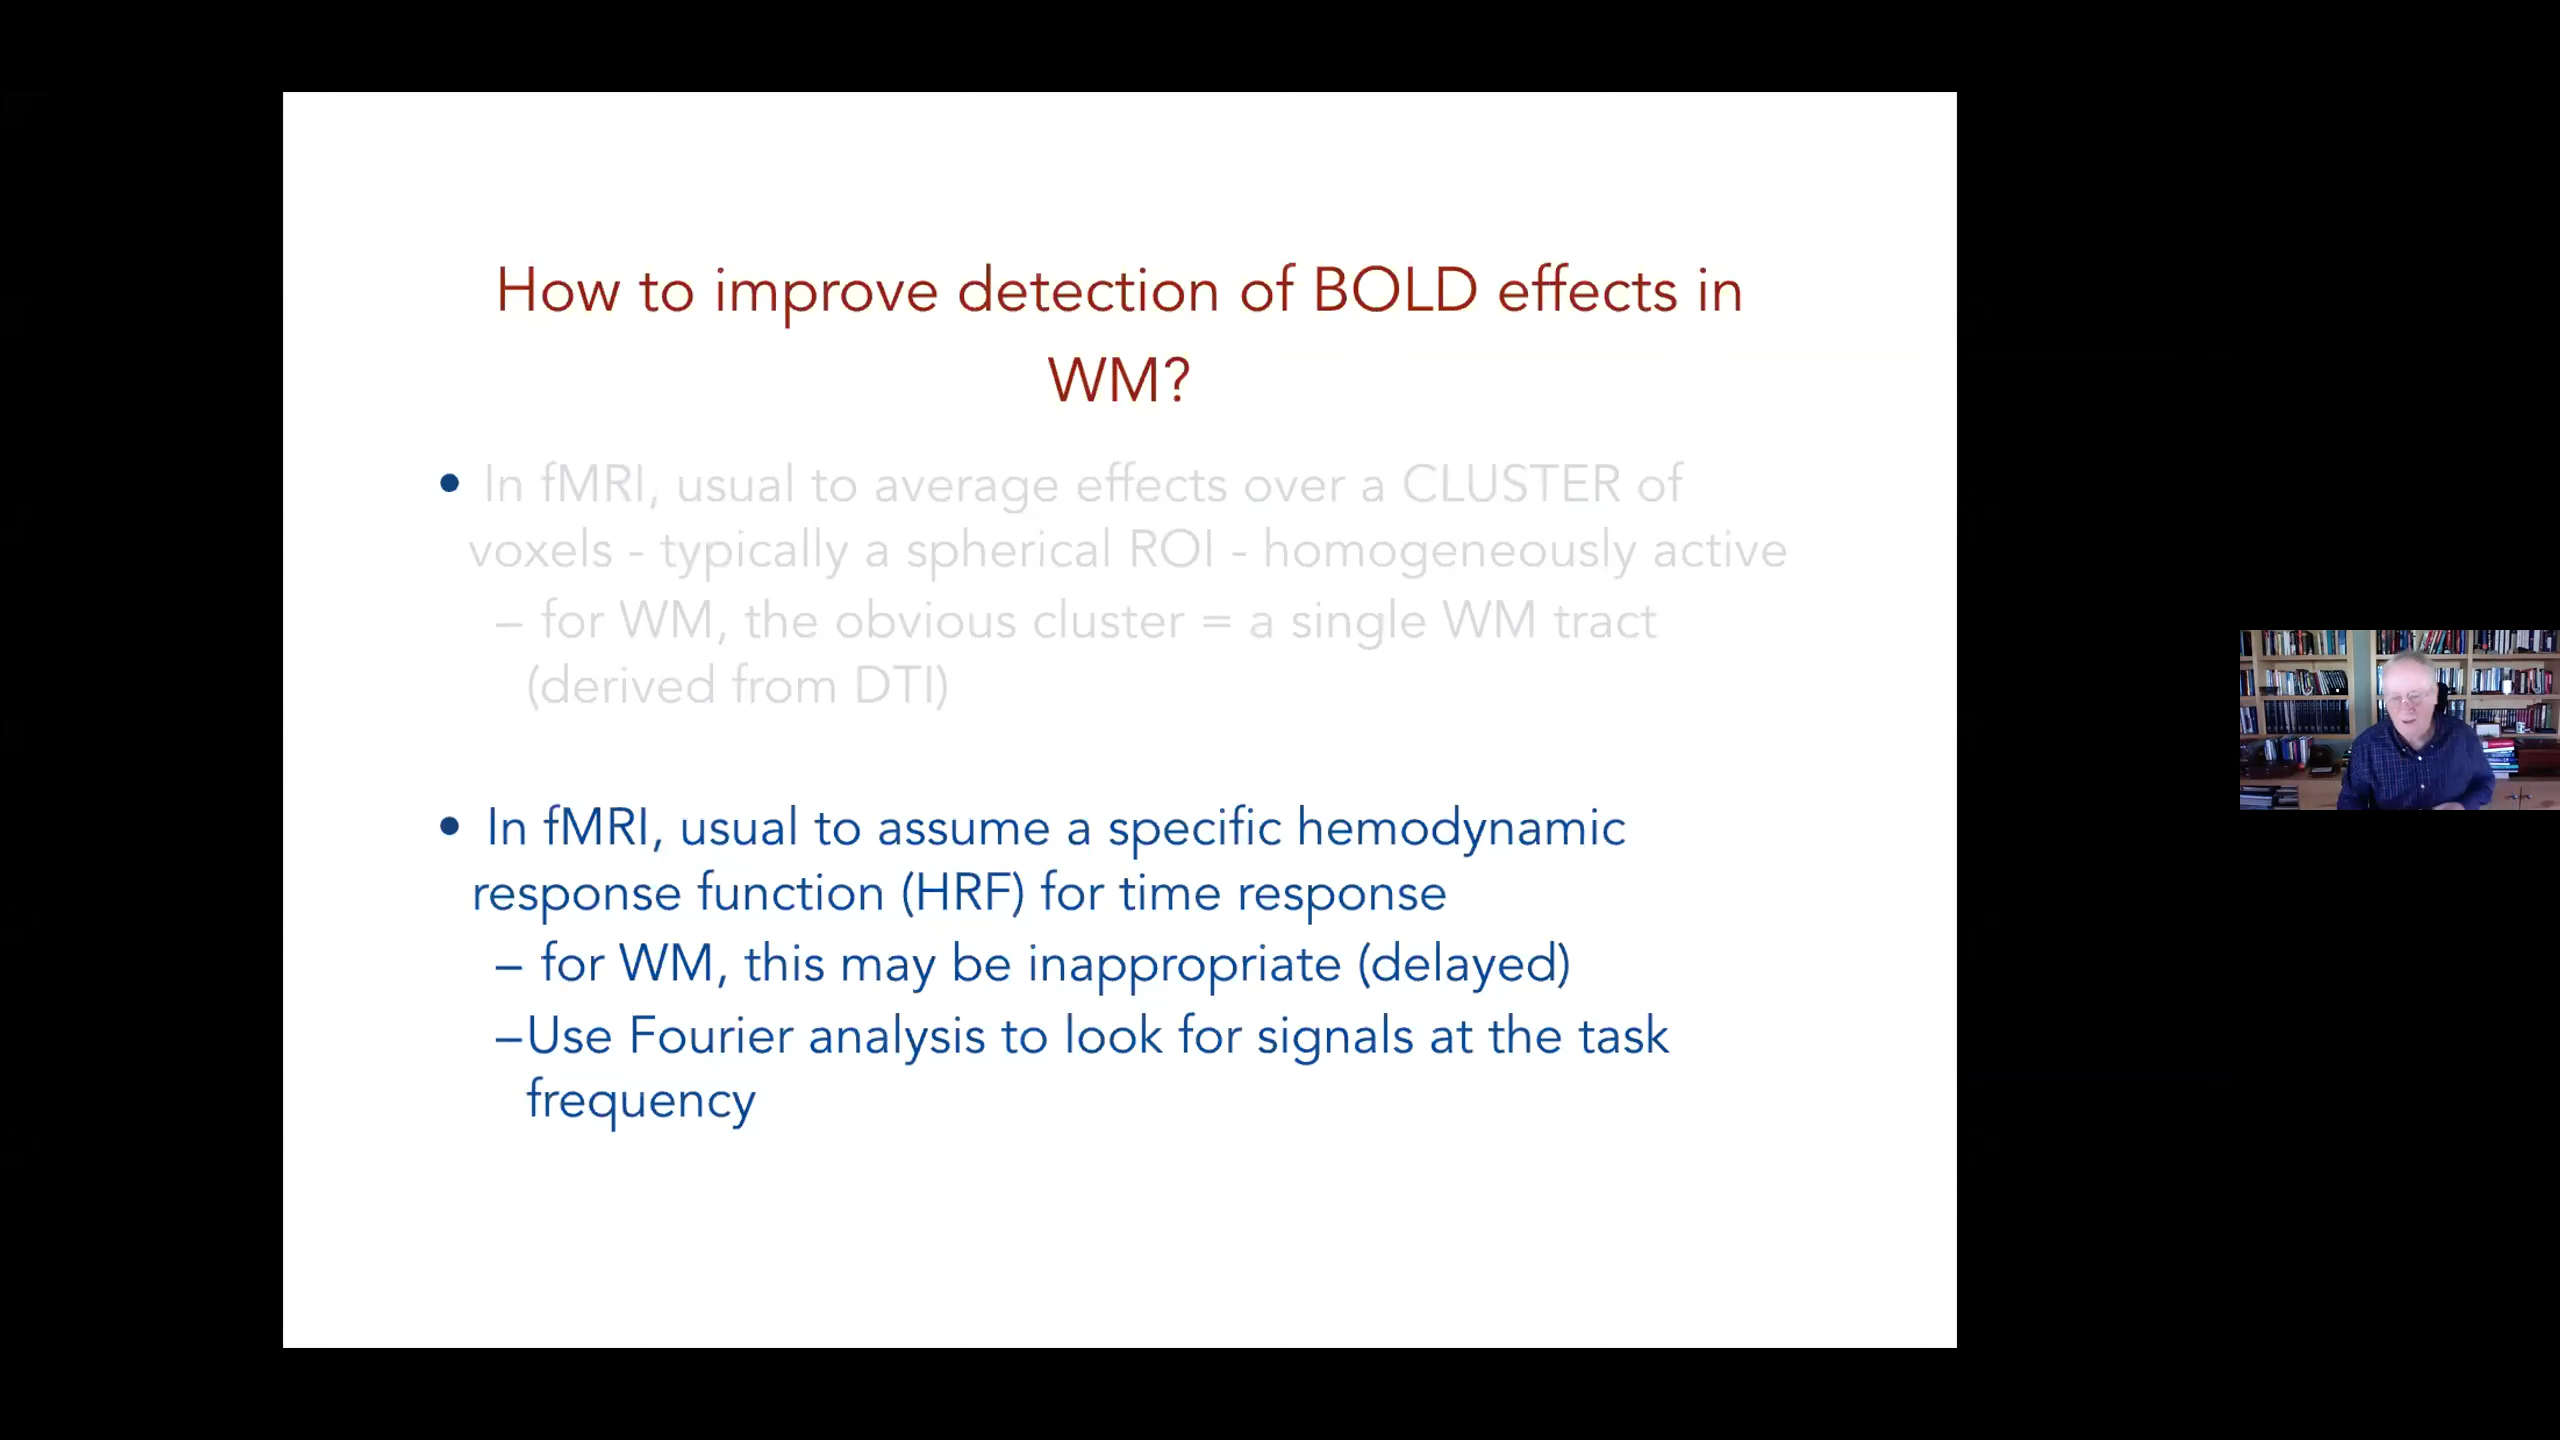 How to improve detection of BOLD effects in
WM?
• In fMRI, usual to average effects over a CLUSTER of
voxels - typically a spherical ROI - homogeneously active
– for WM, the obvious cluster = a single WM tract
(derived from DTI)
• In fMRI, usual to assume a specific hemodynamic
response function (HRF) for time response
– for WM, this may be inappropriate (delayed)
–Use Fourier analysis to look for signals at the task
frequency